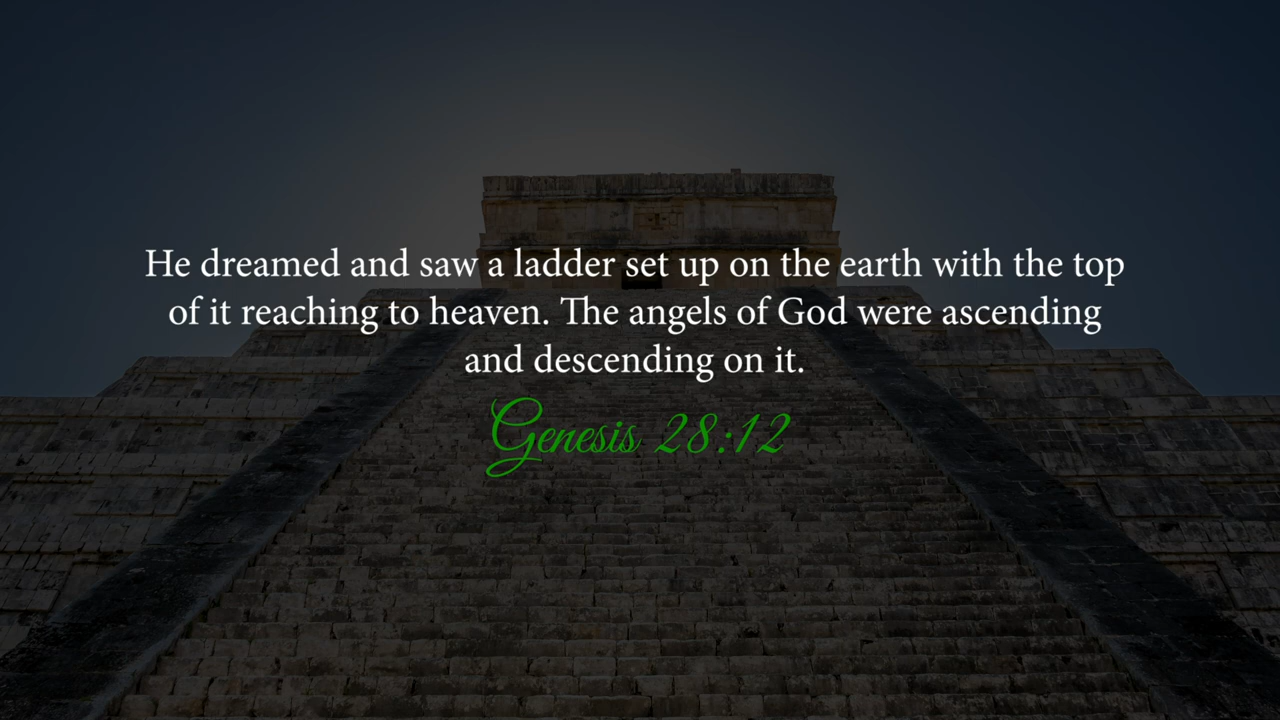 He dreamed and saw a ladder set up on the earth with the top
of it reaching to heaven. The angels of God were ascending
and descending on it.
Genesis 28:12